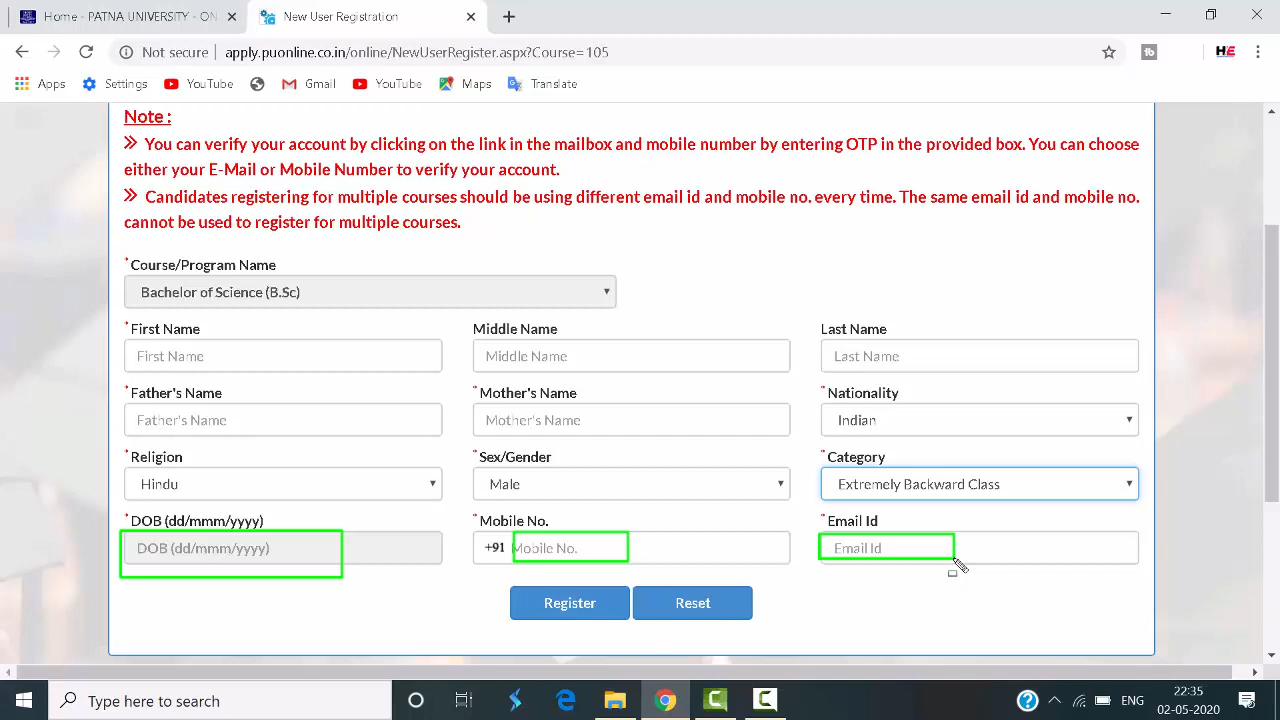 Home - PATNA UNIVERSITY - ON
New User Registration
Not secure
apply.puonline.co.in/online/NewUserRegister.aspx?Course=105
Apps Settings YouTube Gmail YouTube Maps Translate
Note :
» You can verify your account by clicking on the link in the mailbox and mobile number by entering OTP in the provided box. You can choose
either your E-Mail or Mobile Number to verify your account.
» Candidates registering for multiple courses should be using different email id and mobile no. every time. The same email id and mobile no.
cannot be used to register for multiple courses.
*Course/Program Name
Bachelor of Science (B.Sc)
*First Name Middle Name Last Name
First Name Middle Name Last Name
*Father's Name *Mother's Name *Nationality
Father's Name Mother's Name Indian
*Religion *Sex/Gender *Category
Hindu Male Extremely Backward Class
*DOB (dd/mmm/yyyy) *Mobile No. *Email Id
DOB (dd/mmm/yyyy) +91 Mobile No. Email Id
Register Reset
Type here to search
ENG
22:35
02-05-2020